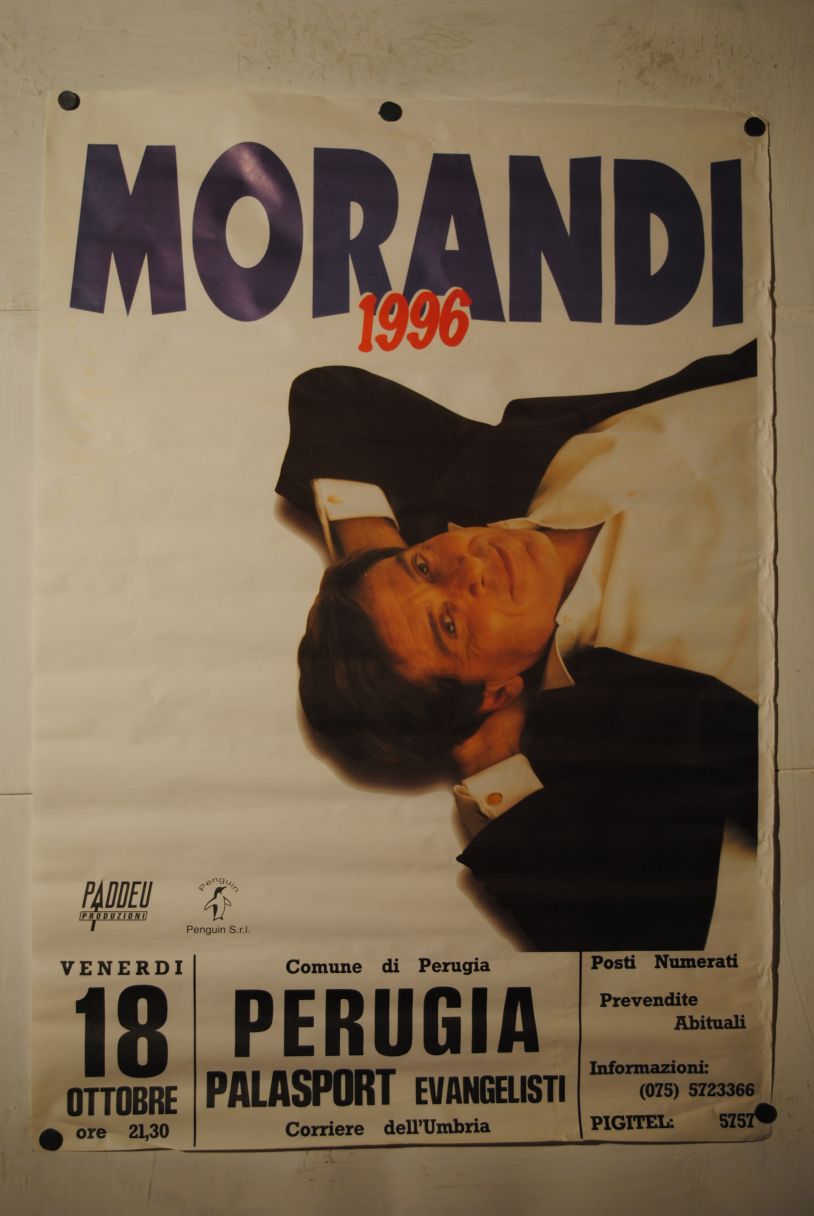 MORANDI
1996
PADDEU
PRODUZIONI
Penguin
Penguin S.r.l.
VENERDI
18
OTTOBRE
ore 21,30
Comune di Perugia
PERUGIA
PALASPORT EVANGELISTI
Corriere dell'Umbria
Posti Numerati
Prevendite
Abituali
Informazioni:
(075) 5723366
PIGITEL: 5757